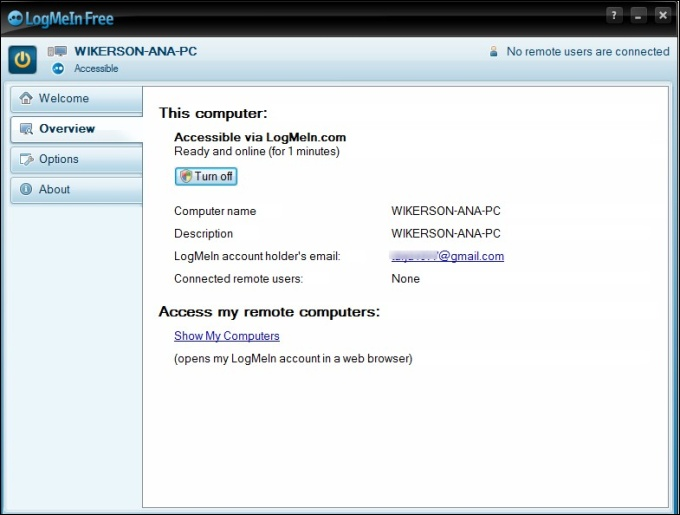 LogMeIn Free
?
WIKERSON-ANA-PC
No remote users are connected
Accessible
Welcome
Overview
Options
About
This computer:
Accessible via LogMeIn.com
Ready and online (for 1 minutes)
Turn off
Computer name WIKERSON-ANA-PC
Description WIKERSON-ANA-PC
LogMeIn account holder's email: @gmail.com
Connected remote users: None
Access my remote computers:
Show My Computers
(opens my LogMeIn account in a web browser)